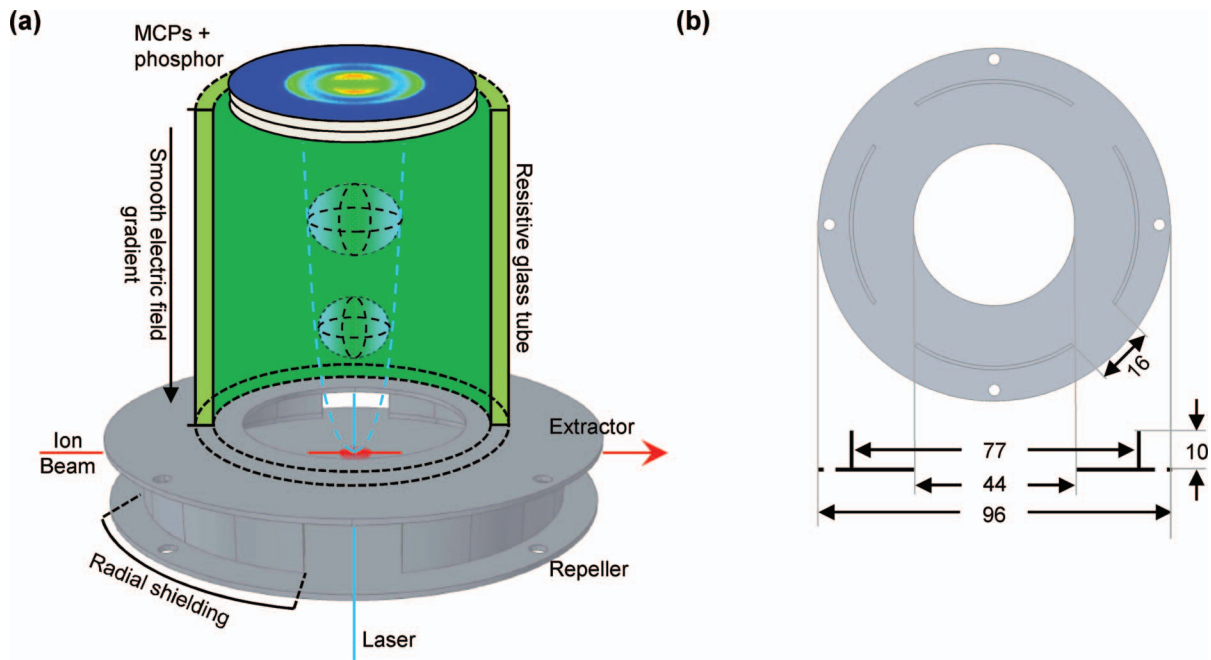 (a)
MCPs +
phosphor
Smooth electric field
gradient
Resistive glass tube
Ion
Beam
Extractor
Radial shielding
Repeller
Laser
(b)
16
77
10
44
96